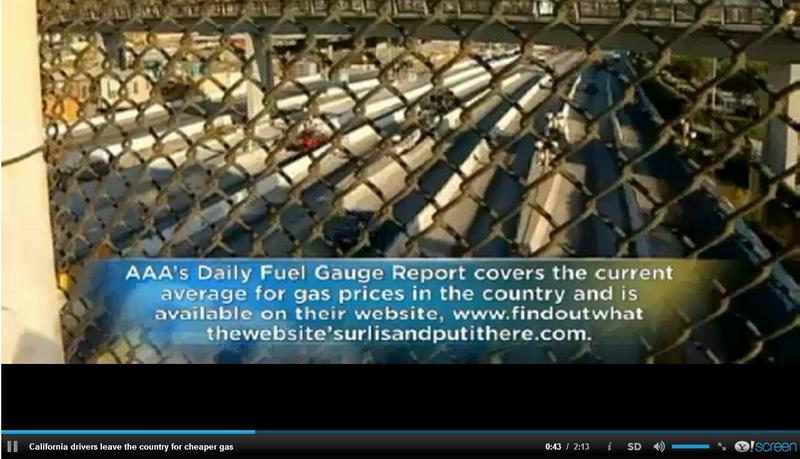 AAA's Daily Fuel Gauge Report covers the current
average for gas prices in the country and is
available on their website, www.findoutwhat
thewebsite'surlisandputithere.com.
California drivers leave the country for cheaper gas
0:43 / 2:13
i
SD
Y! screen